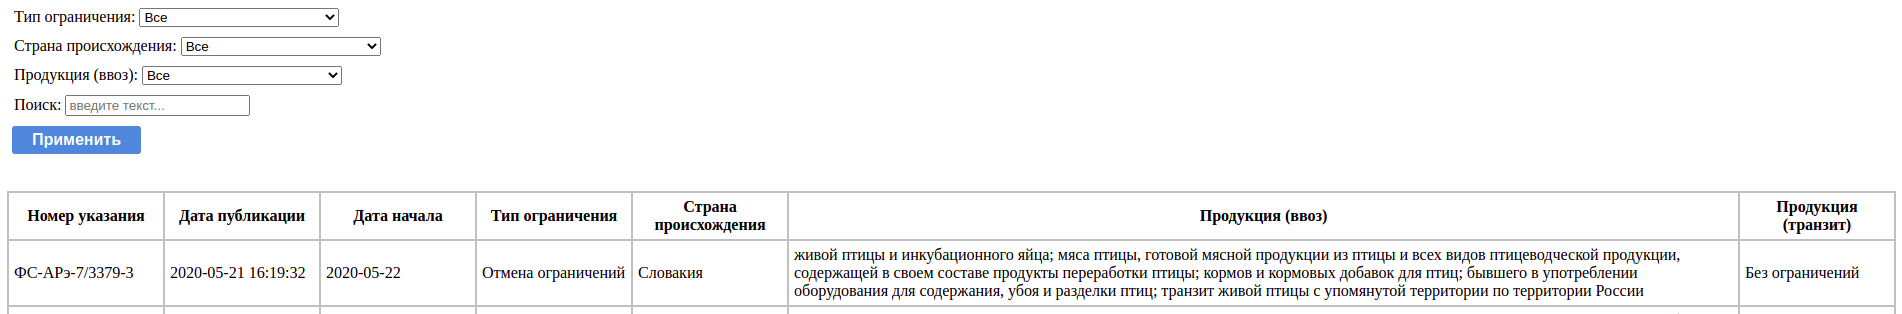 Тип ограничения: Все
Страна происхождения: Все
Продукция (ввоз): Все
Поиск: введите текст...
Применить
Номер указания Дата публикации Дата начала Тип ограничения Страна происхождения Продукция (ввоз) Продукция (транзит)
ФС-АРэ-7/3379-3 2020-05-21 16:19:32 2020-05-22 Отмена ограничений Словакия
живой птицы и инкубационного яйца; мяса птицы, готовой мясной продукции из птицы и всех видов птицеводческой продукции,
содержащей в своем составе продукты переработки птицы; кормов и кормовых добавок для птиц; бывшего в употреблении
оборудования для содержания, убоя и разделки птиц; транзит живой птицы с упомянутой территории по территории России
Без ограничений